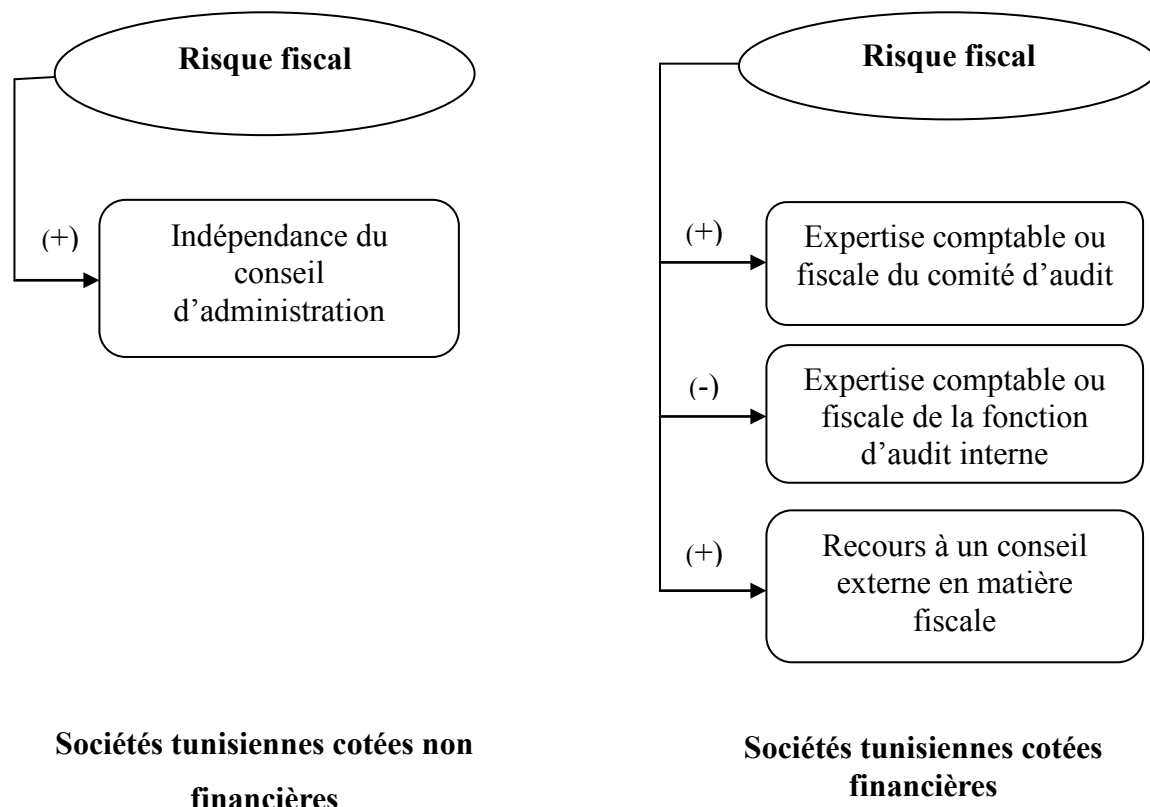 Risque fiscal
(+)
Indépendance du
conseil
d’administration
Sociétés tunisiennes cotées non
financières
Risque fiscal
(+)
Expertise comptable ou
fiscale du comité d’audit
(-)
Expertise comptable ou
fiscale de la fonction
d’audit interne
(+)
Recours à un conseil
externe en matière
fiscale
Sociétés tunisiennes cotées
financières